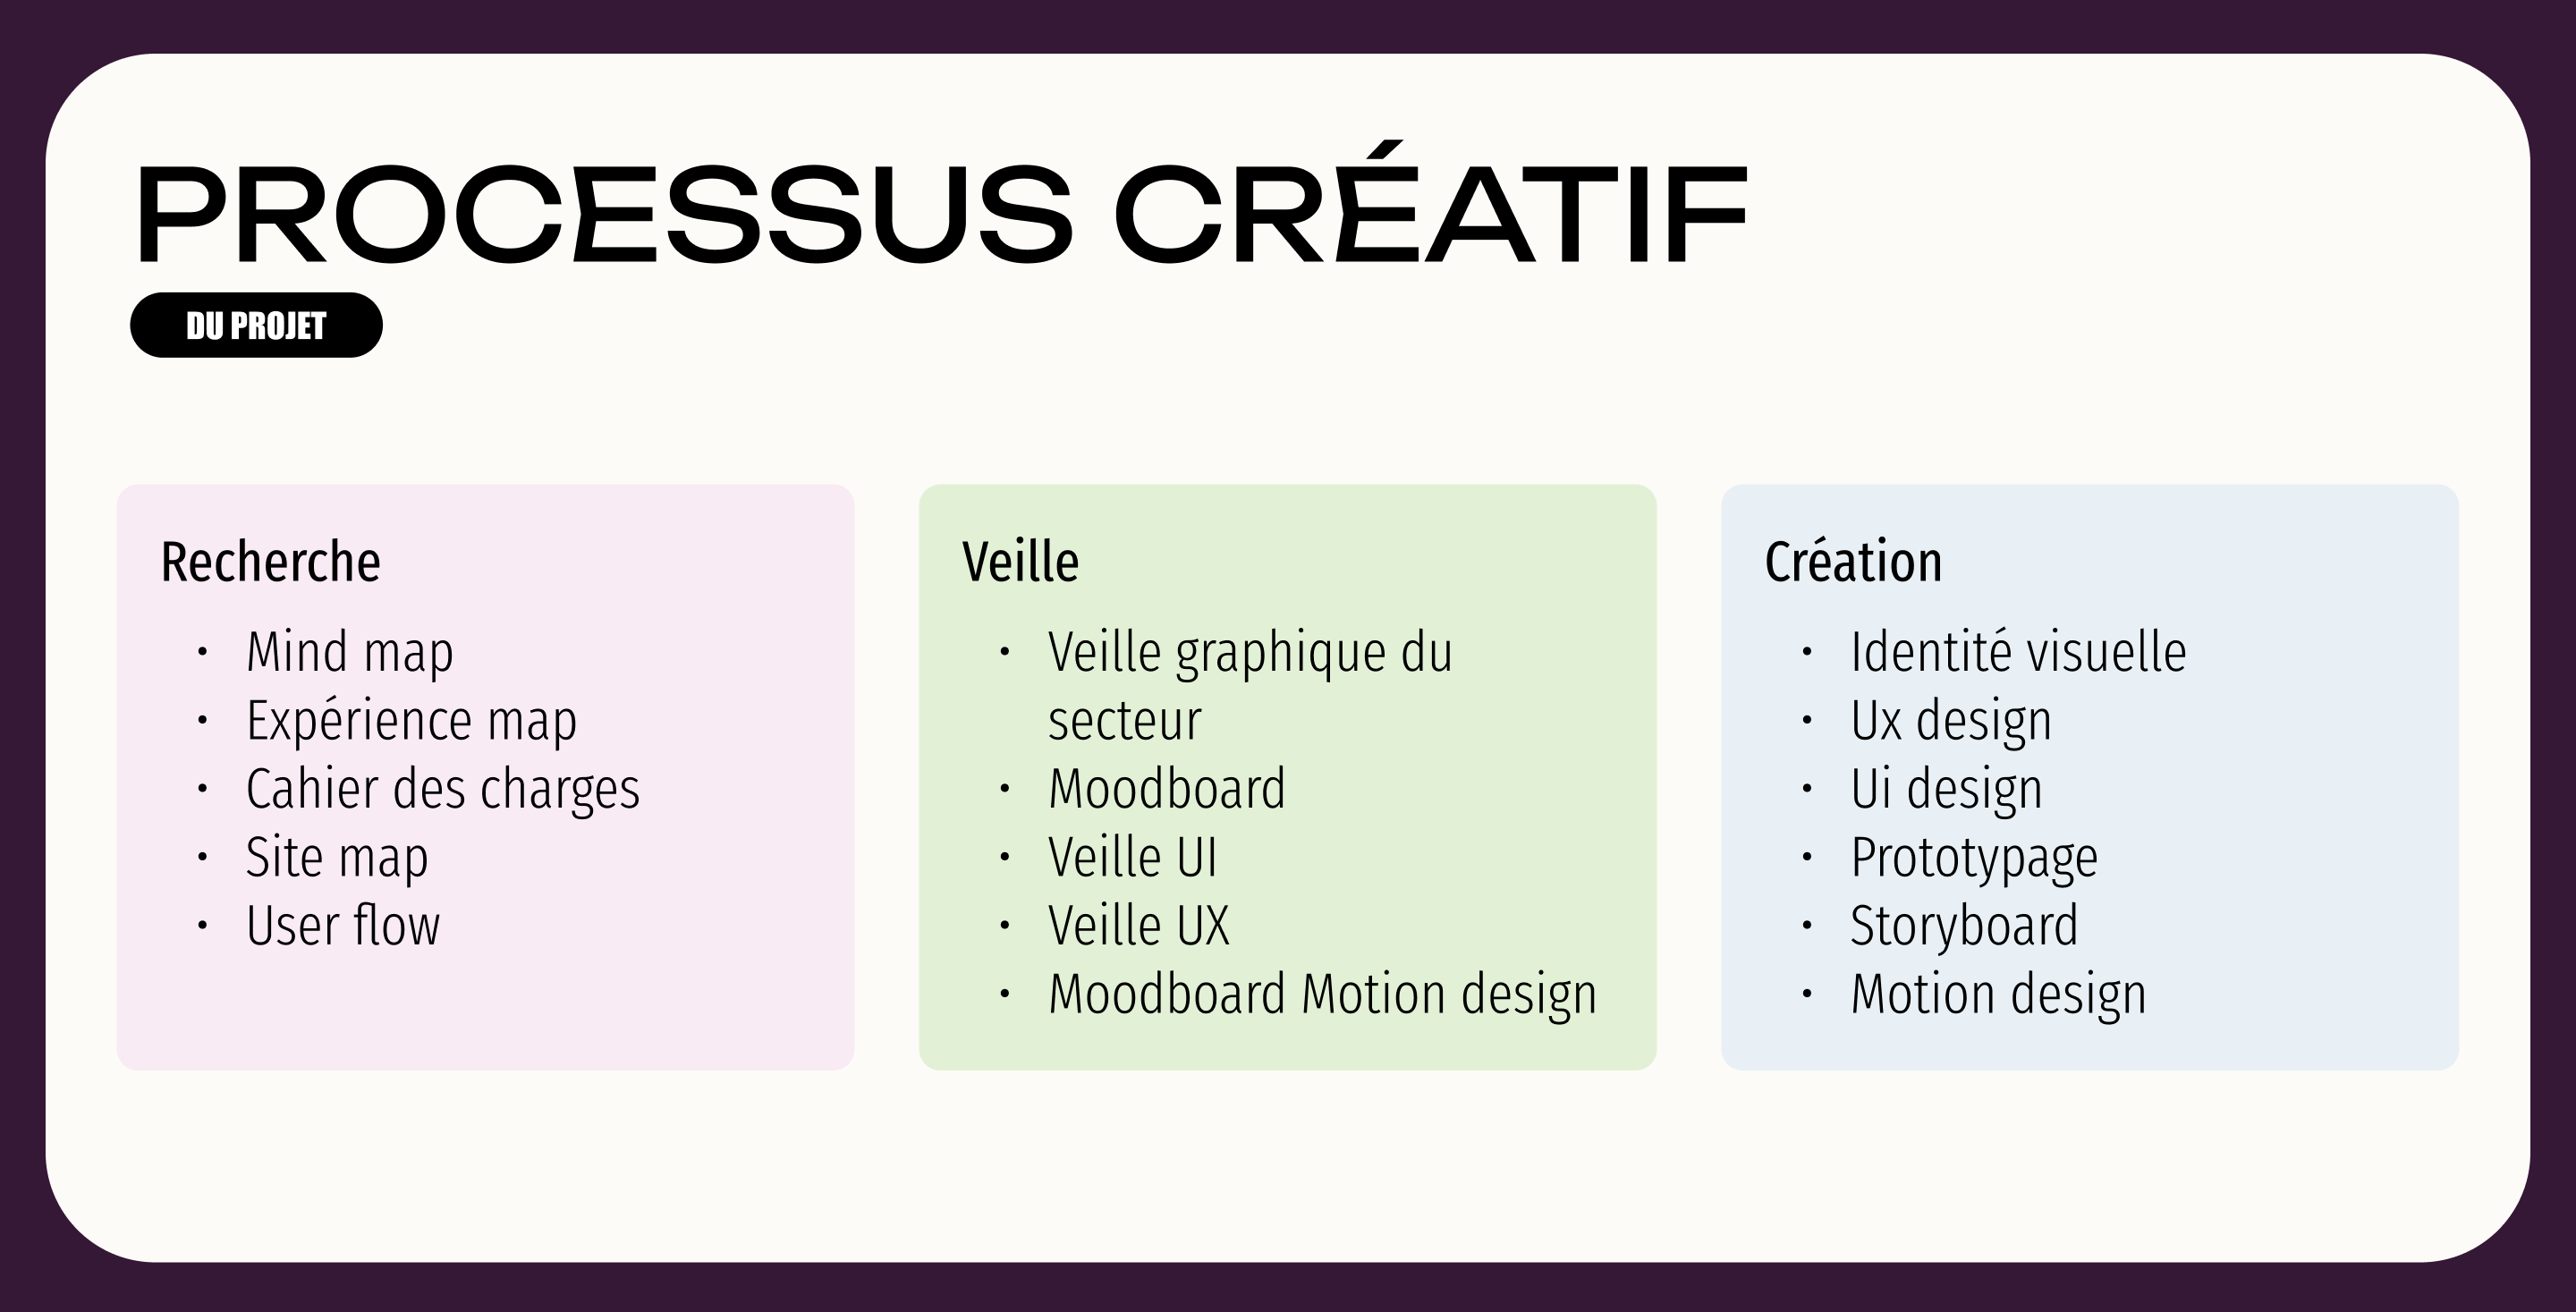 PROCESSUS CRÉATIF
DU PROJET
Recherche
• Mind map
• Expérience map
• Cahier des charges
• Site map
• User flow
Veille
• Veille graphique du
secteur
• Moodboard
• Veille UI
• Veille UX
• Moodboard Motion design
Création
• Identité visuelle
• Ux design
• Ui design
• Prototypage
• Storyboard
• Motion design